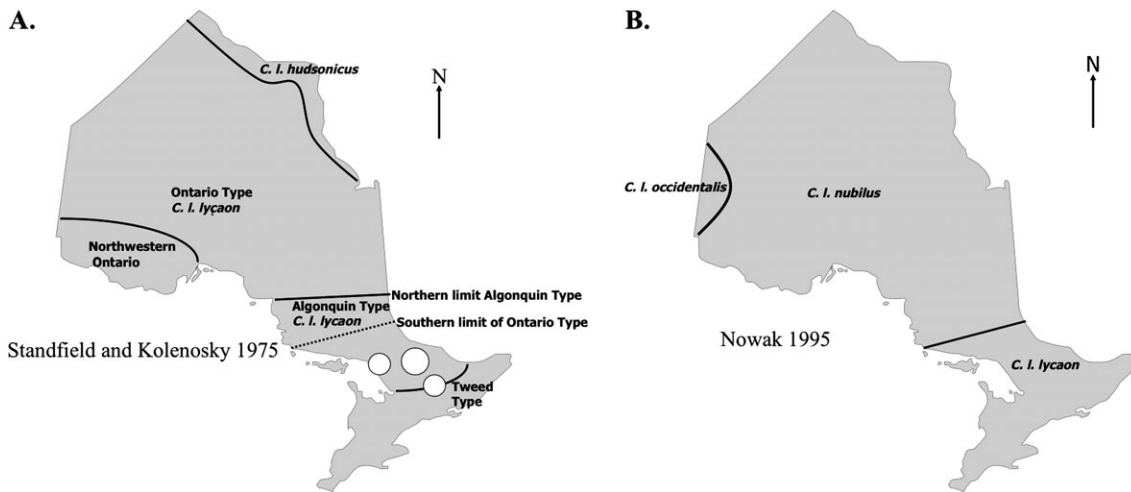 A.
C. l. hudsonicus
N
Ontario Type
C. l. lycaon
Northwestern
Ontario
Northern limit Algonquin Type
Algonquin Type
C. l. lycaon
Southern limit of Ontario Type
Standfield and Kolenosky 1975
Tweed
Type
B.
N
C. l. occidentalis
C. l. nubilus
Nowak 1995
C. l. lycaon